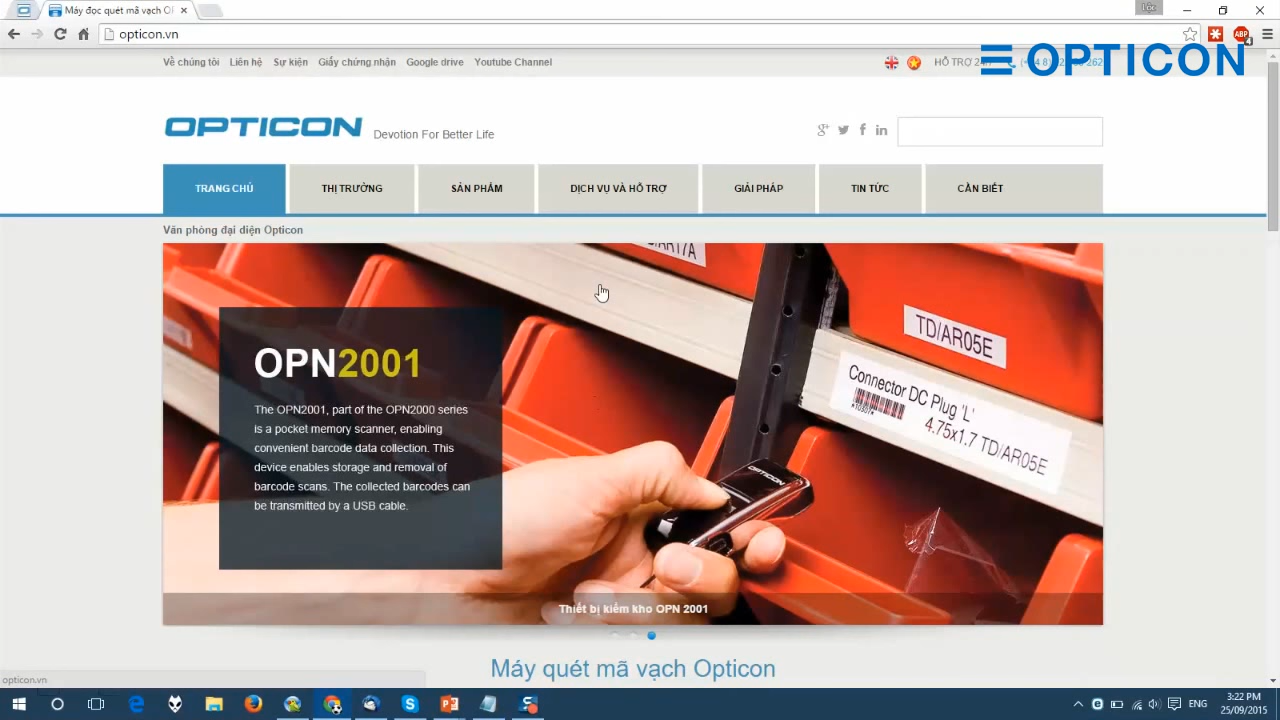 Máy đọc quét mã vạch O
Lộc
opticon.vn
Về chúng tôi Liên hệ Sự kiện Giấy chứng nhận Google drive Youtube Channel
HỖ TRỢ
OPTICON
OPTICON Devotion For Better Life
TRANG CHỦ THỊ TRƯỜNG SẢN PHẨM DỊCH VỤ VÀ HỖ TRỢ GIẢI PHÁP TIN TỨC CẦN BIẾT
Văn phòng đại diện Opticon
TD/AR05E
Connector DC Plug 'L'
4.75x1.7 TD/AR05E
OPTICON
OPN2001
The OPN2001, part of the OPN2000 series
is a pocket memory scanner, enabling
convenient barcode data collection. This
device enables storage and removal of
barcode scans. The collected barcodes can
be transmitted by a USB cable.
Thiết bị kiểm kho OPN 2001
Máy quét mã vạch Opticon
opticon.vn
ENG
3:22 PM
25/09/2015